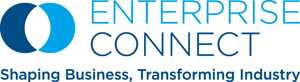 ENTERPRISE
CONNECT
Shaping Business, Transforming Industry